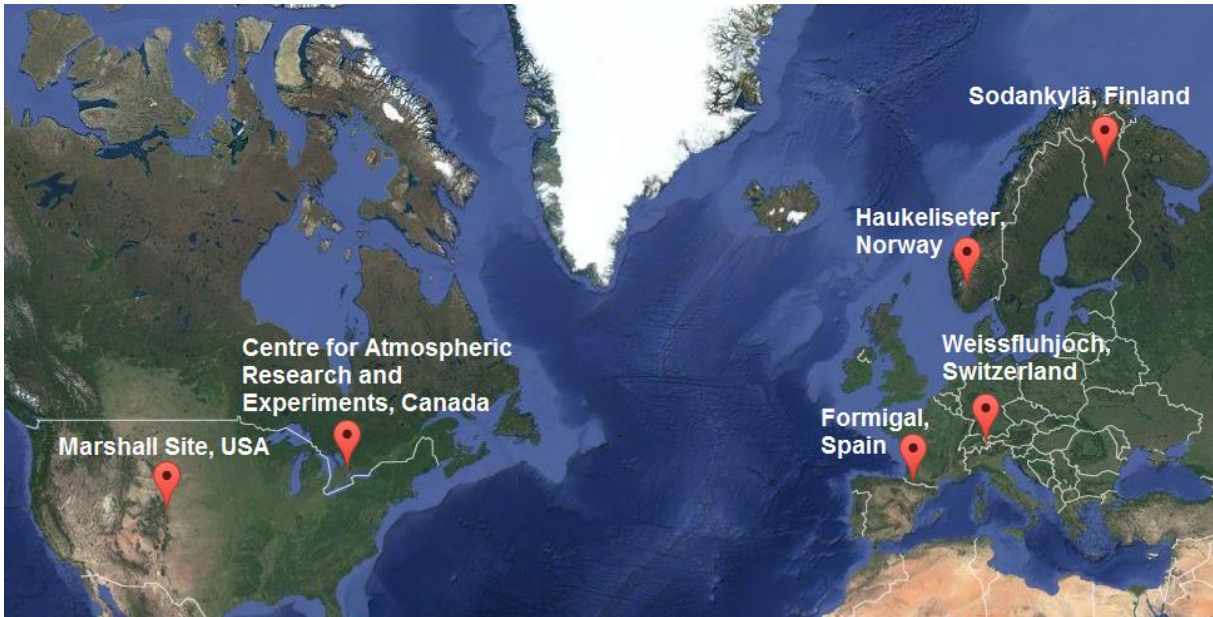 Sodankylä, Finland
Haukeliseter,
Norway
Centre for Atmospheric
Research and
Experiments, Canada
Weissfluhjoch,
Switzerland
Formigal,
Spain
Marshall Site, USA